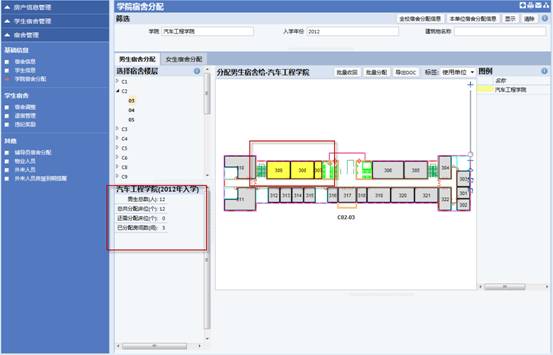 房产信息管理
学生宿舍管理
宿舍管理
基础信息
宿舍信息
学生信息
学院宿舍分配
学生宿舍
宿舍调整
退宿管理
违纪奖励
其他
辅导员宿舍分配
物业人员
外来人员
外来人员房屋到期提醒
学院宿舍分配
筛选
全校宿舍分配信息
本单位宿舍分配信息
显示
清除
学院 汽车工程学院
入学年份 2012
建筑物名称
男生宿舍分配
女生宿舍分配
选择宿舍楼层
C1
C2
03
04
05
C3
C4
C5
C6
C7
C8
C9
汽车工程学院(2012年入学)
男生总数(人): 12
总共分配床位(个): 12
还需分配床位(个): 0
已分配房间数(间): 3
分配男生宿舍给-汽车工程学院
批量收回
批量分配
导出DOC
标签: 使用单位
图例
名称
汽车工程学院
306
305
304
303
302
301
311
312
313
314
315
316
317
318
319
320
321
322
C02-03